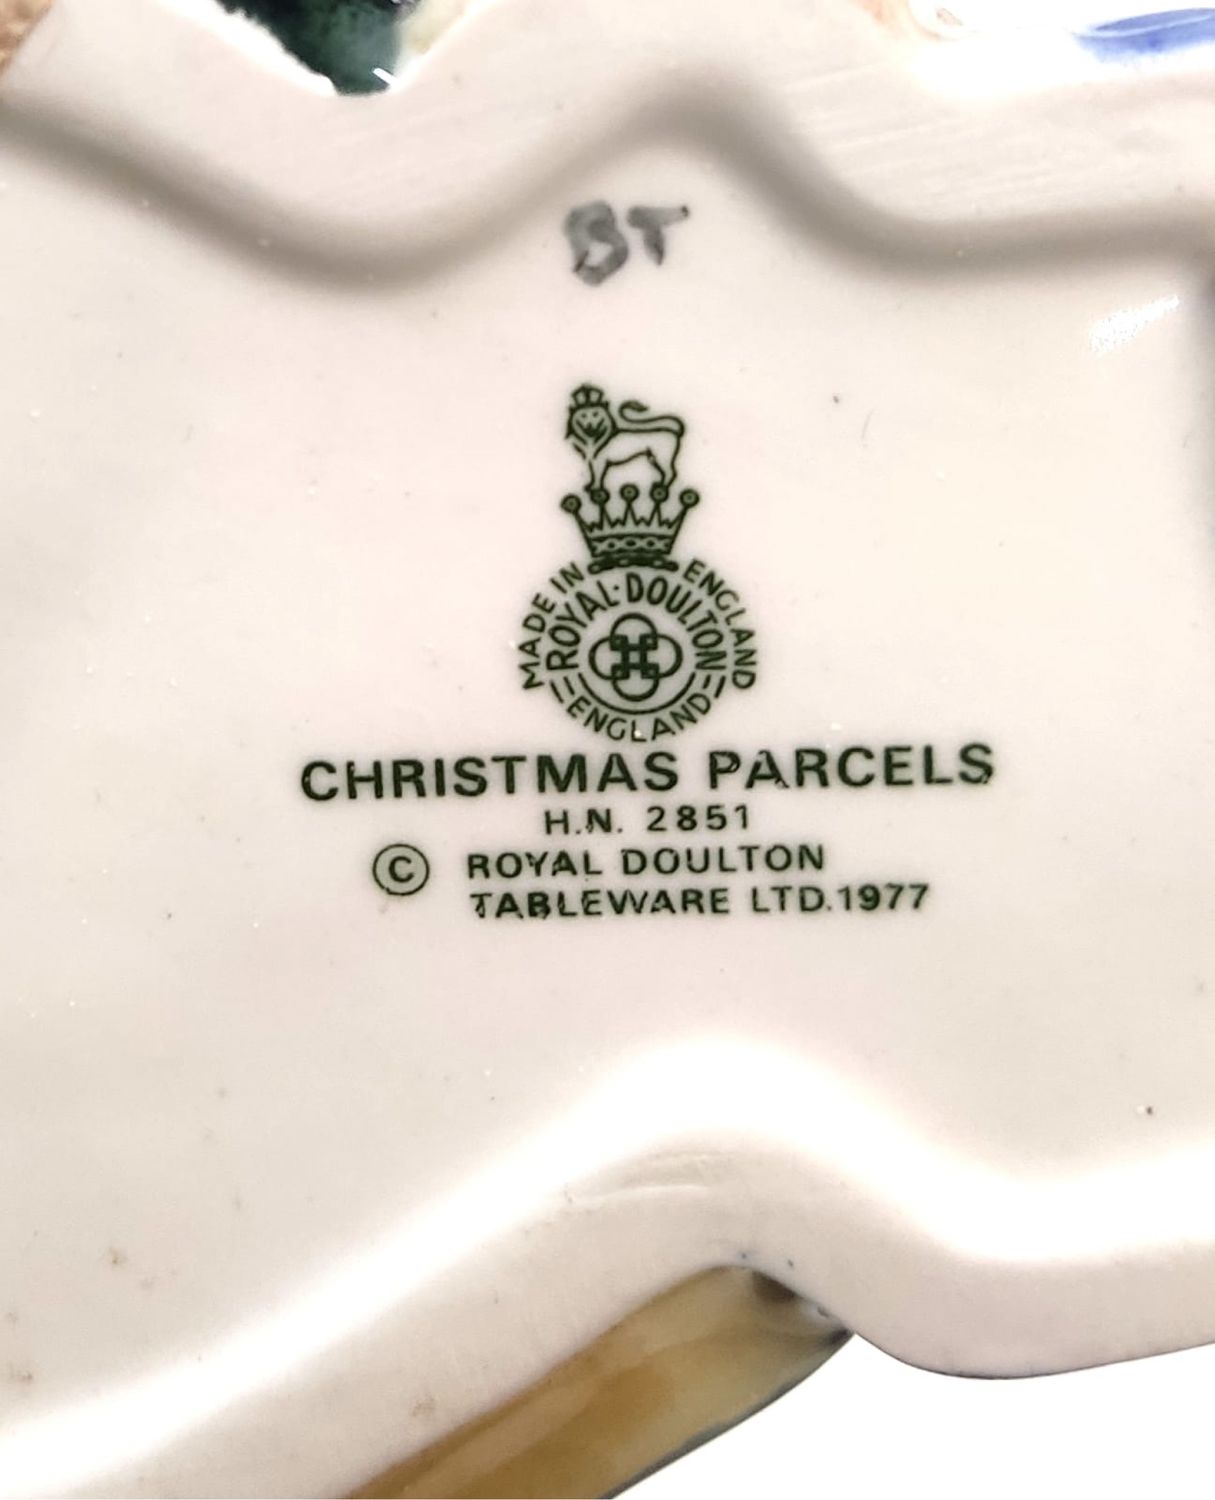 BT
MADE IN ENGLAND
ROYAL·DOULTON
ENGLAND
CHRISTMAS PARCELS
H.N. 2851
© ROYAL DOULTON
TABLEWARE LTD.1977